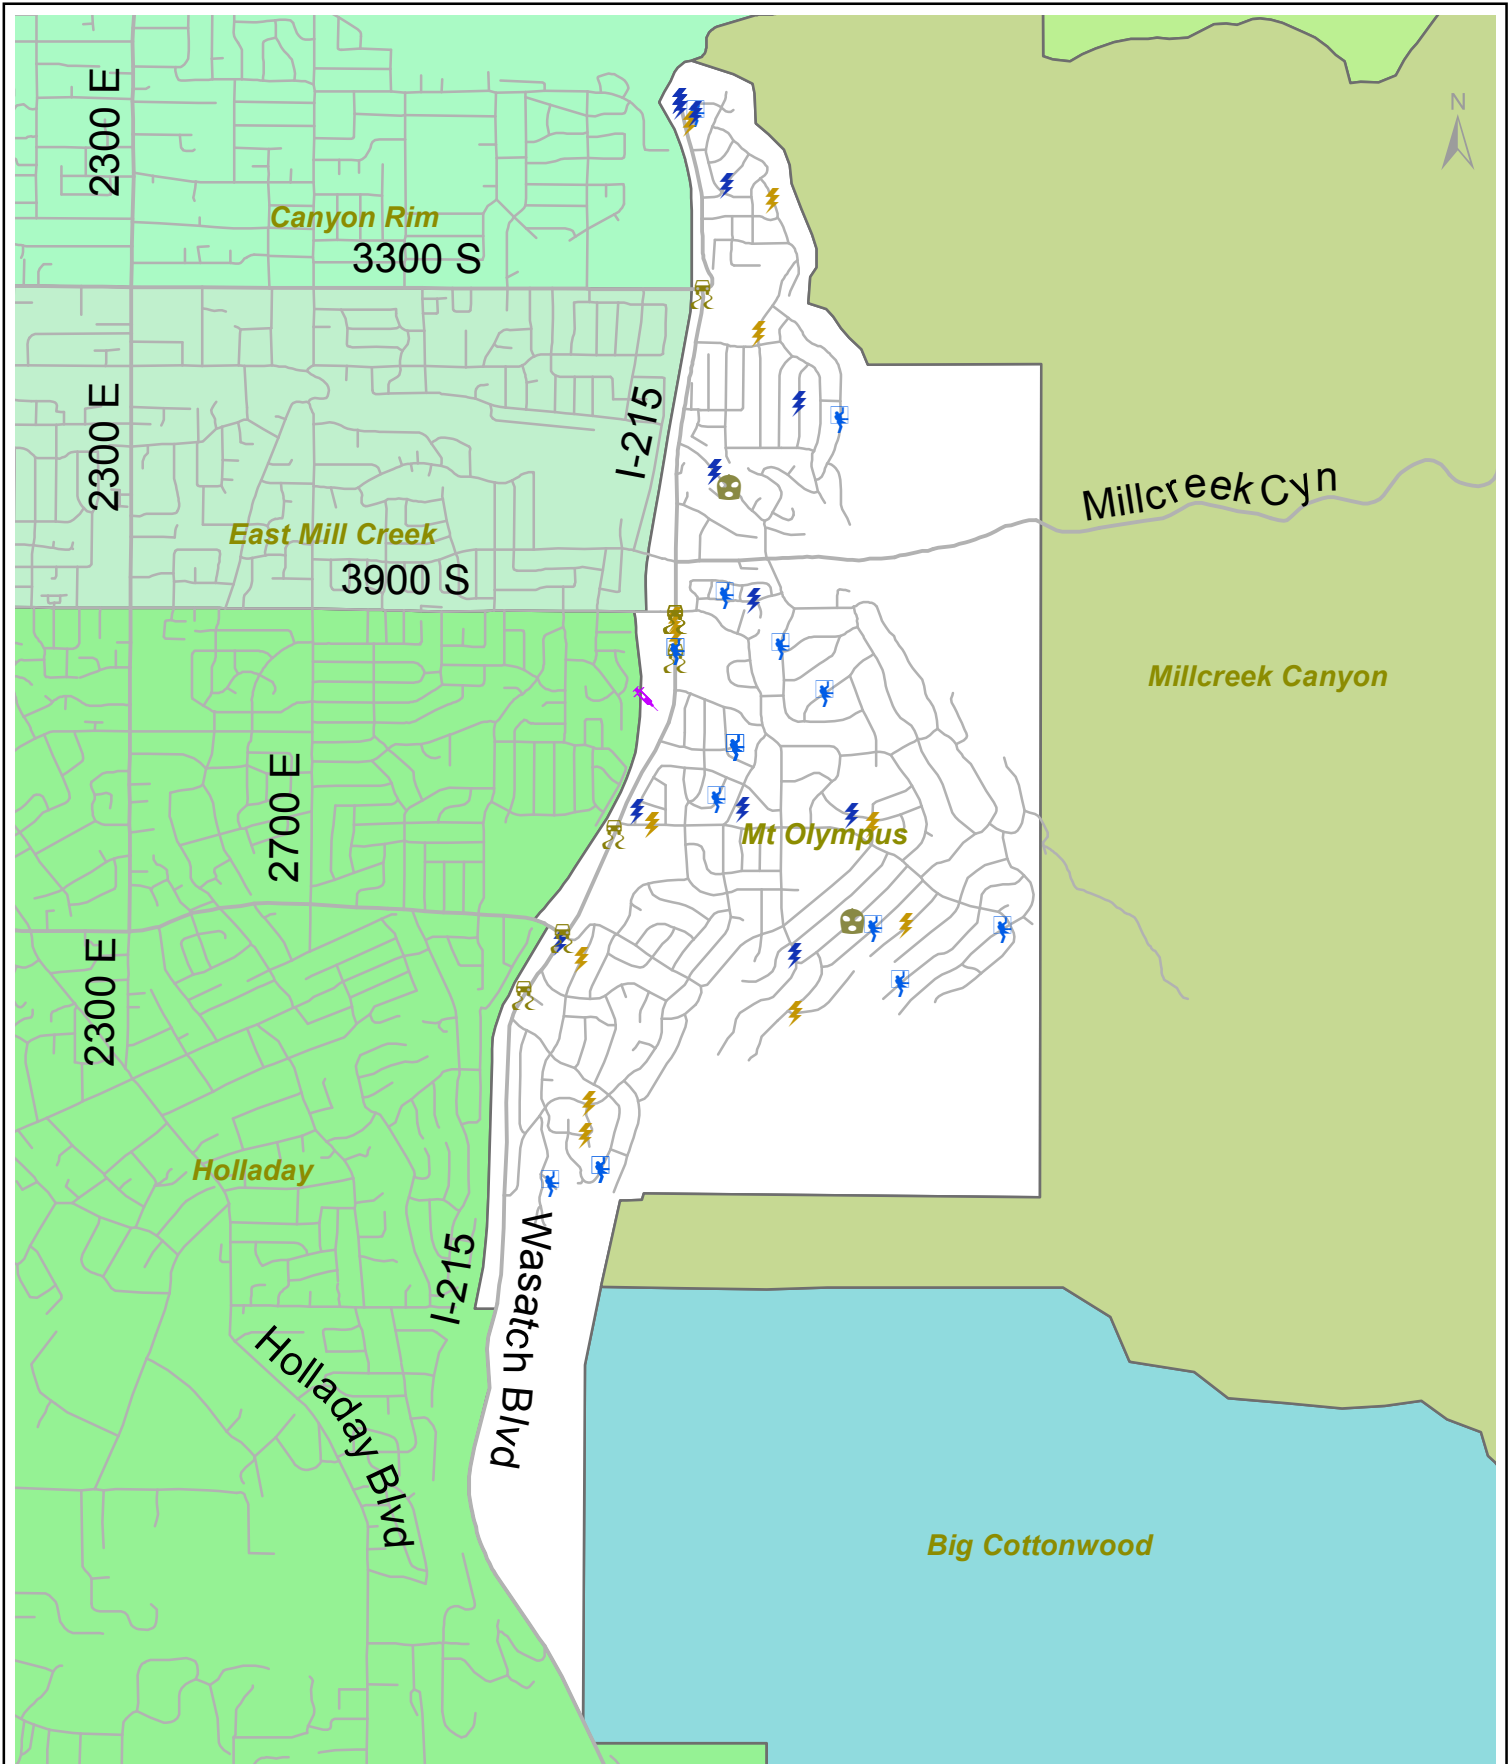 N
2300 E
Canyon Rim
3300 S
2300 E
I-215
Millcreek Cyn
East Mill Creek
3900 S
Millcreek Canyon
2700 E
Mt Olympus
2300 E
Holladay
I-215
Wasatch Blvd
Holladay Blvd
Big Cottonwood